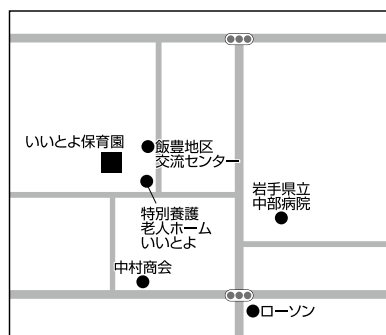 いいとよ保育園
飯豊地区
交流センター
特別養護
老人ホーム
いいとよ
岩手県立
中部病院
中村商会
ローソン